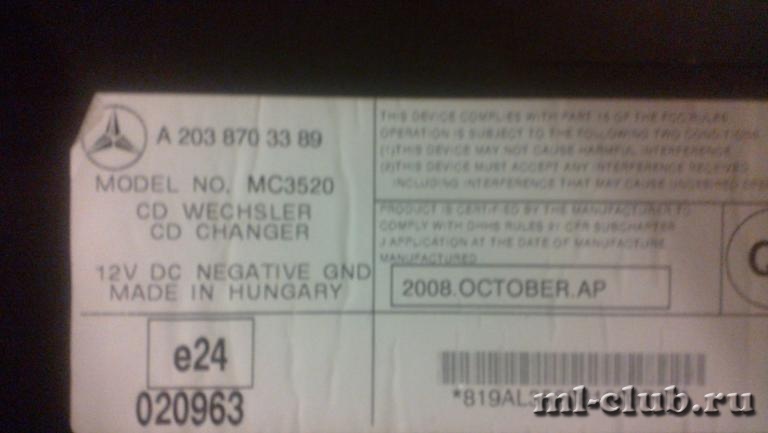 A 203 870 33 89
MODEL NO. MC3520
CD WECHSLER
CD CHANGER
12V DC NEGATIVE GND
MADE IN HUNGARY
e24
020963
THIS DEVICE COMPLIES WITH PART 15 OF THE FCC RULES
OPERATION IS SUBJECT TO THE FOLLOWING TWO CONDITIONS
(1)THIS DEVICE MAY NOT CAUSE HARMFUL INTERFERENCE
(2)THIS DEVICE MUST ACCEPT ANY INTERFERENCE RECEIVED
INCLUDING INTERFERENCE THAT MAY CAUSE
PRODUCT IS CERTIFIED BY THE MANUFACTURER TO
COMPLY WITH DHHS RULES 21 CFR SUBCHAPTER
J APPLICATION AT THE DATE OF MANUFACTURE
MANUFACTURED
2008.OCTOBER.AP
*819AL
ml-club.ru